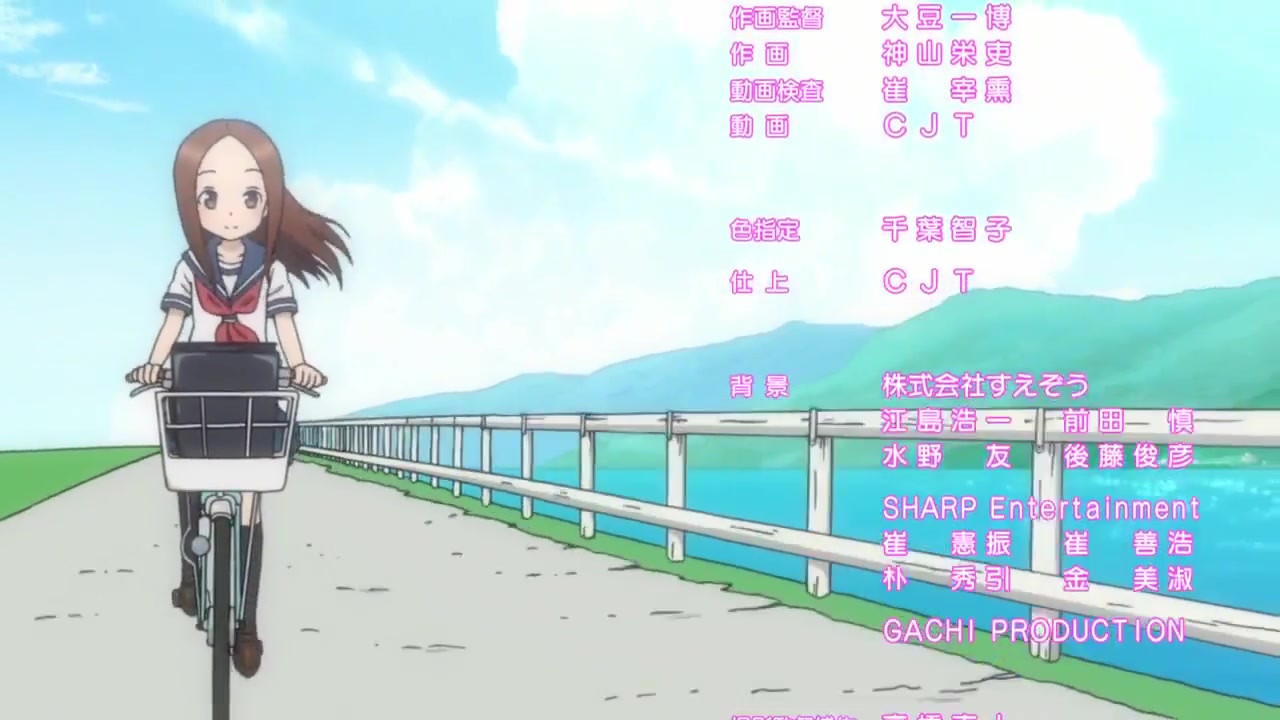 作画監督 大豆一博
作画 神山栄吏
動画検査 崔 宰薫
動画 CJT
色指定 千葉智子
仕上 CJT
背景 株式会社すえぞう
江島浩一 前田 慎
水野 友 後藤俊彦
SHARP Entertainment
崔 憲振 崔 善浩
朴 秀引 金 美淑
GACHI PRODUCTION